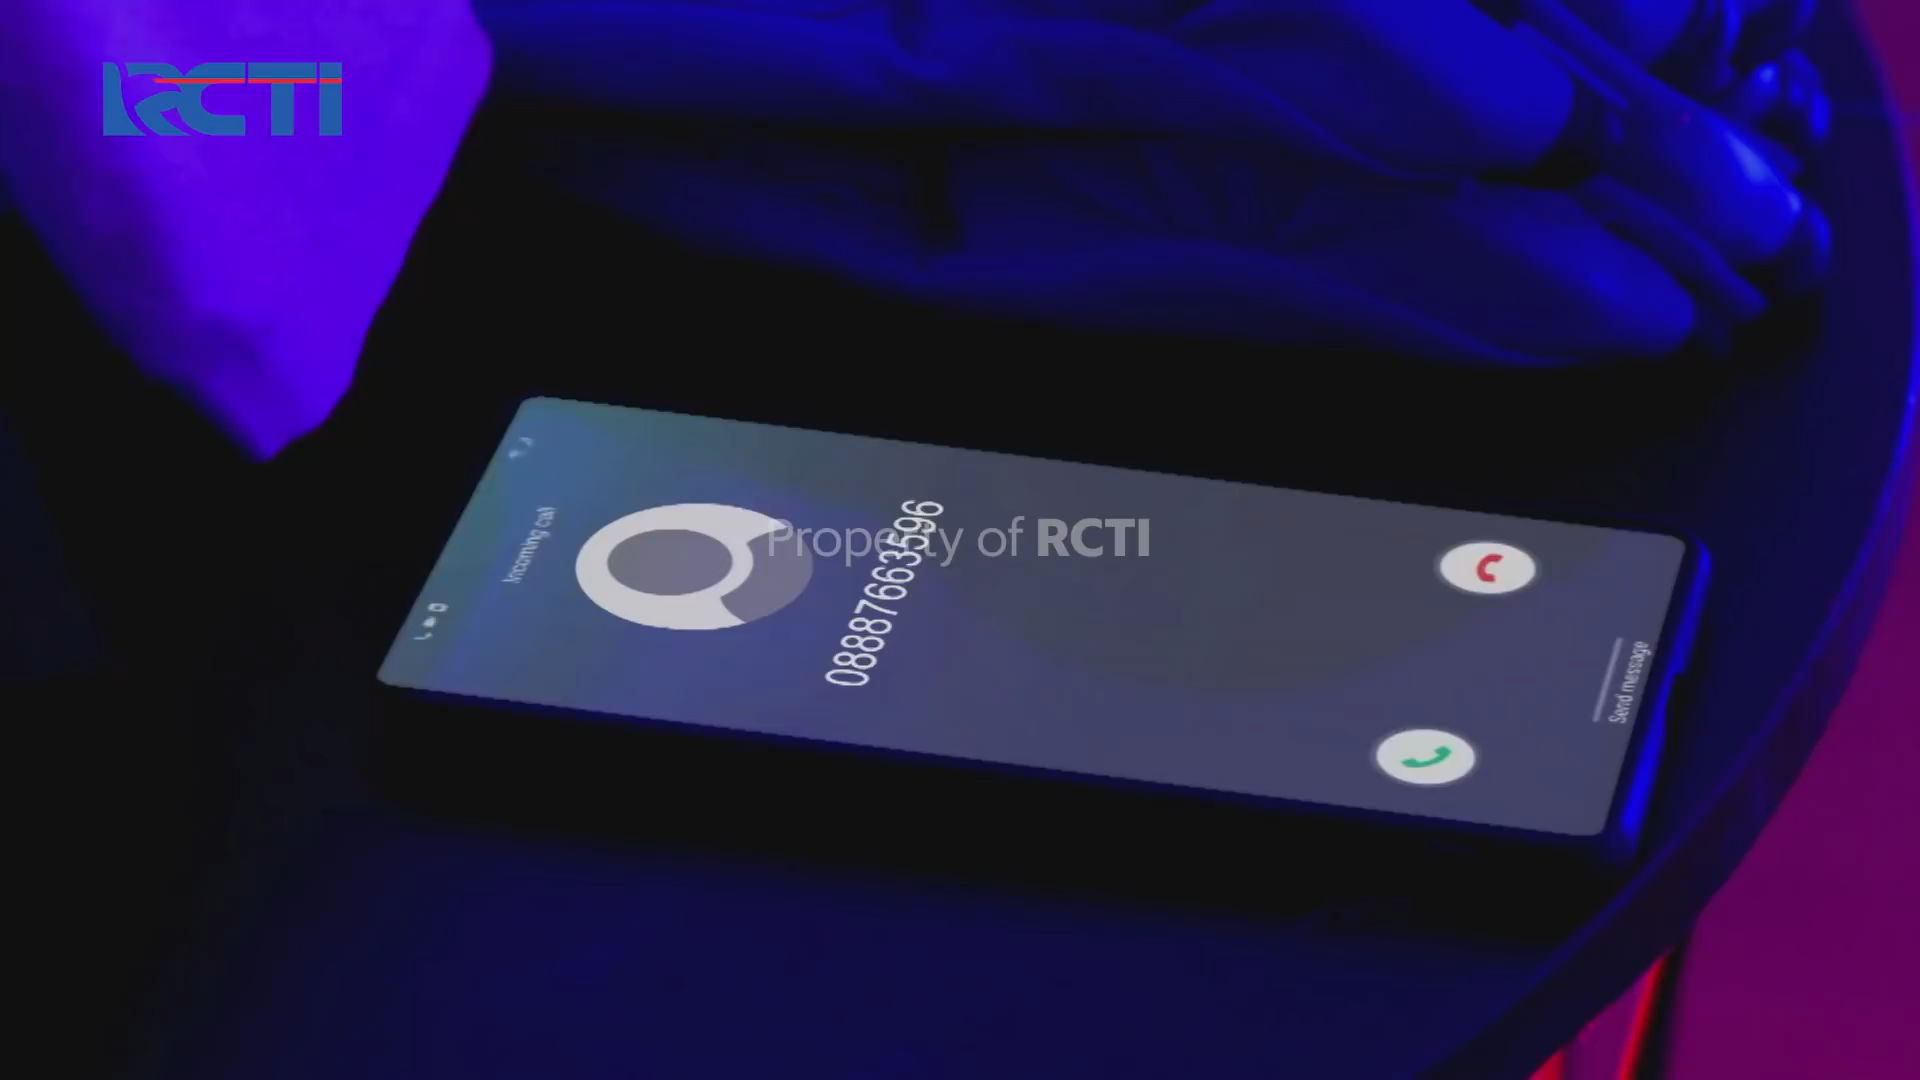 RCTI
Incoming call
08887663596
Property of RCTI
Send message